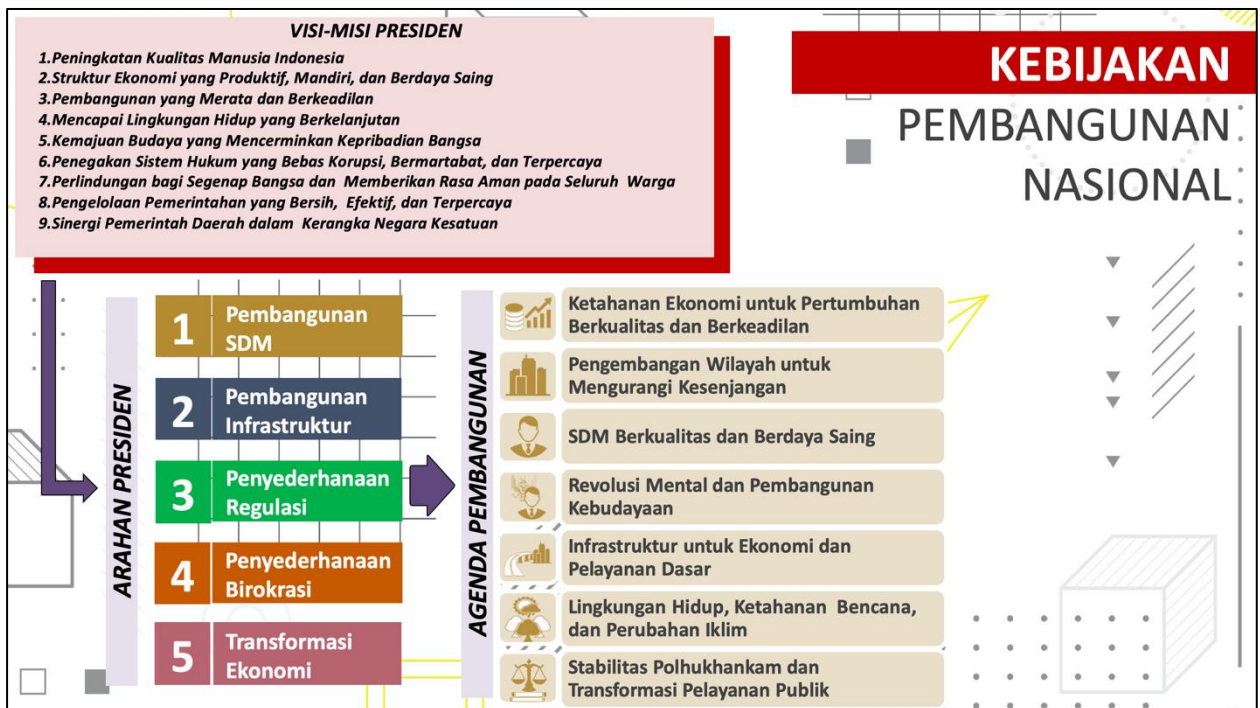 VISI-MISI PRESIDEN
1.Peningkatan Kualitas Manusia Indonesia
2.Struktur Ekonomi yang Produktif, Mandiri, dan Berdaya Saing
3.Pembangunan yang Merata dan Berkeadilan
4.Mencapai Lingkungan Hidup yang Berkelanjutan
5.Kemajuan Budaya yang Mencerminkan Kepribadian Bangsa
6.Penegakan Sistem Hukum yang Bebas Korupsi, Bermartabat, dan Terpercaya
7.Perlindungan bagi Segenap Bangsa dan Memberikan Rasa Aman pada Seluruh Warga
8.Pengelolaan Pemerintahan yang Bersih, Efektif, dan Terpercaya
9.Sinergi Pemerintah Daerah dalam Kerangka Negara Kesatuan
KEBIJAKAN
PEMBANGUNAN
NASIONAL
ARAHAN PRESIDEN
1 Pembangunan
SDM
2 Pembangunan
Infrastruktur
3 Penyederhanaan
Regulasi
4 Penyederhanaan
Birokrasi
5 Transformasi
Ekonomi
AGENDA PEMBANGUNAN
Ketahanan Ekonomi untuk Pertumbuhan
Berkualitas dan Berkeadilan
Pengembangan Wilayah untuk
Mengurangi Kesenjangan
SDM Berkualitas dan Berdaya Saing
Revolusi Mental dan Pembangunan
Kebudayaan
Infrastruktur untuk Ekonomi dan
Pelayanan Dasar
Lingkungan Hidup, Ketahanan Bencana,
dan Perubahan Iklim
Stabilitas Polhukhankam dan
Transformasi Pelayanan Publik